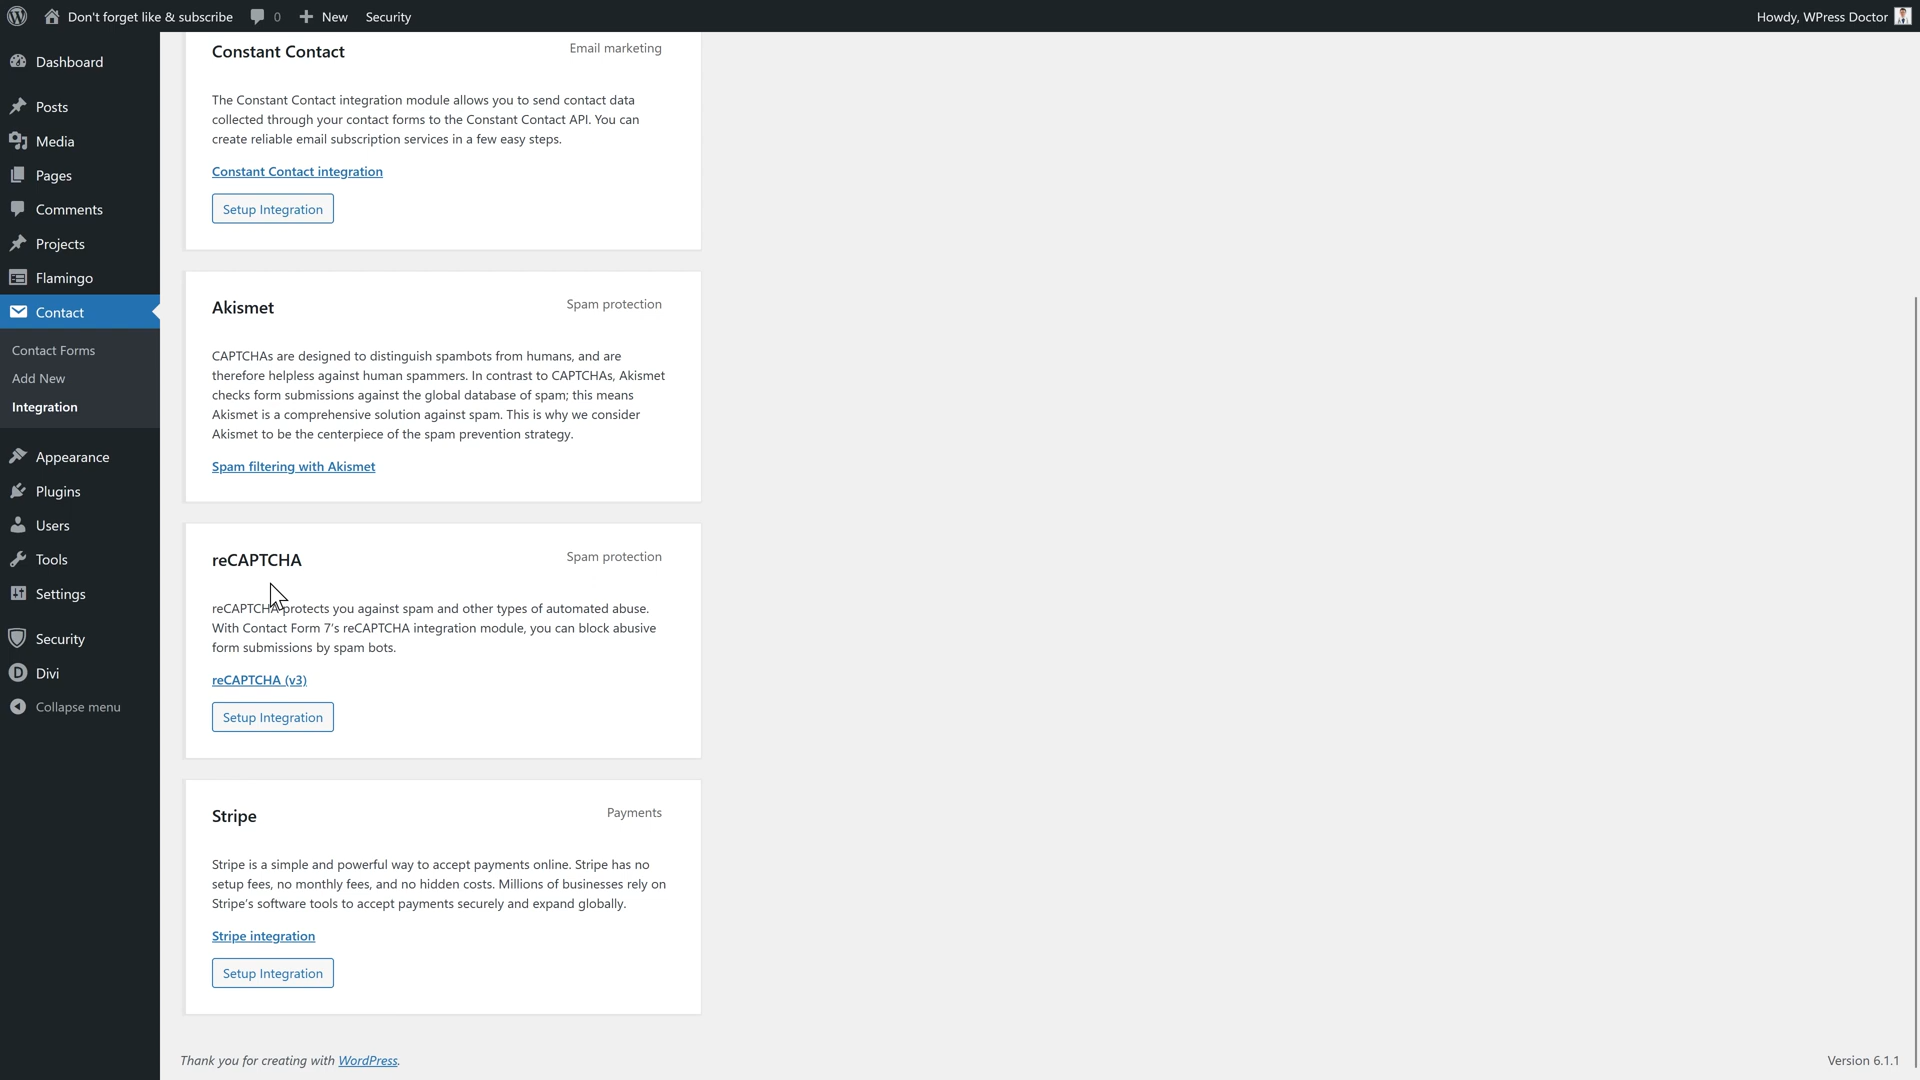 Don't forget like & subscribe
0
New
Security
Howdy, WPress Doctor
Dashboard
Posts
Media
Pages
Comments
Projects
Flamingo
Contact
Contact Forms
Add New
Integration
Appearance
Plugins
Users
Tools
Settings
Security
Divi
Collapse menu
Constant Contact
Email marketing
The Constant Contact integration module allows you to send contact data
collected through your contact forms to the Constant Contact API. You can
create reliable email subscription services in a few easy steps.
Constant Contact integration
Setup Integration
Akismet
Spam protection
CAPTCHAs are designed to distinguish spambots from humans, and are
therefore helpless against human spammers. In contrast to CAPTCHAs, Akismet
checks form submissions against the global database of spam; this means
Akismet is a comprehensive solution against spam. This is why we consider
Akismet to be the centerpiece of the spam prevention strategy.
Spam filtering with Akismet
reCAPTCHA
Spam protection
reCAPTCHA protects you against spam and other types of automated abuse.
With Contact Form 7's reCAPTCHA integration module, you can block abusive
form submissions by spam bots.
reCAPTCHA (v3)
Setup Integration
Stripe
Payments
Stripe is a simple and powerful way to accept payments online. Stripe has no
setup fees, no monthly fees, and no hidden costs. Millions of businesses rely on
Stripe's software tools to accept payments securely and expand globally.
Stripe integration
Setup Integration
Thank you for creating with WordPress.
Version 6.1.1